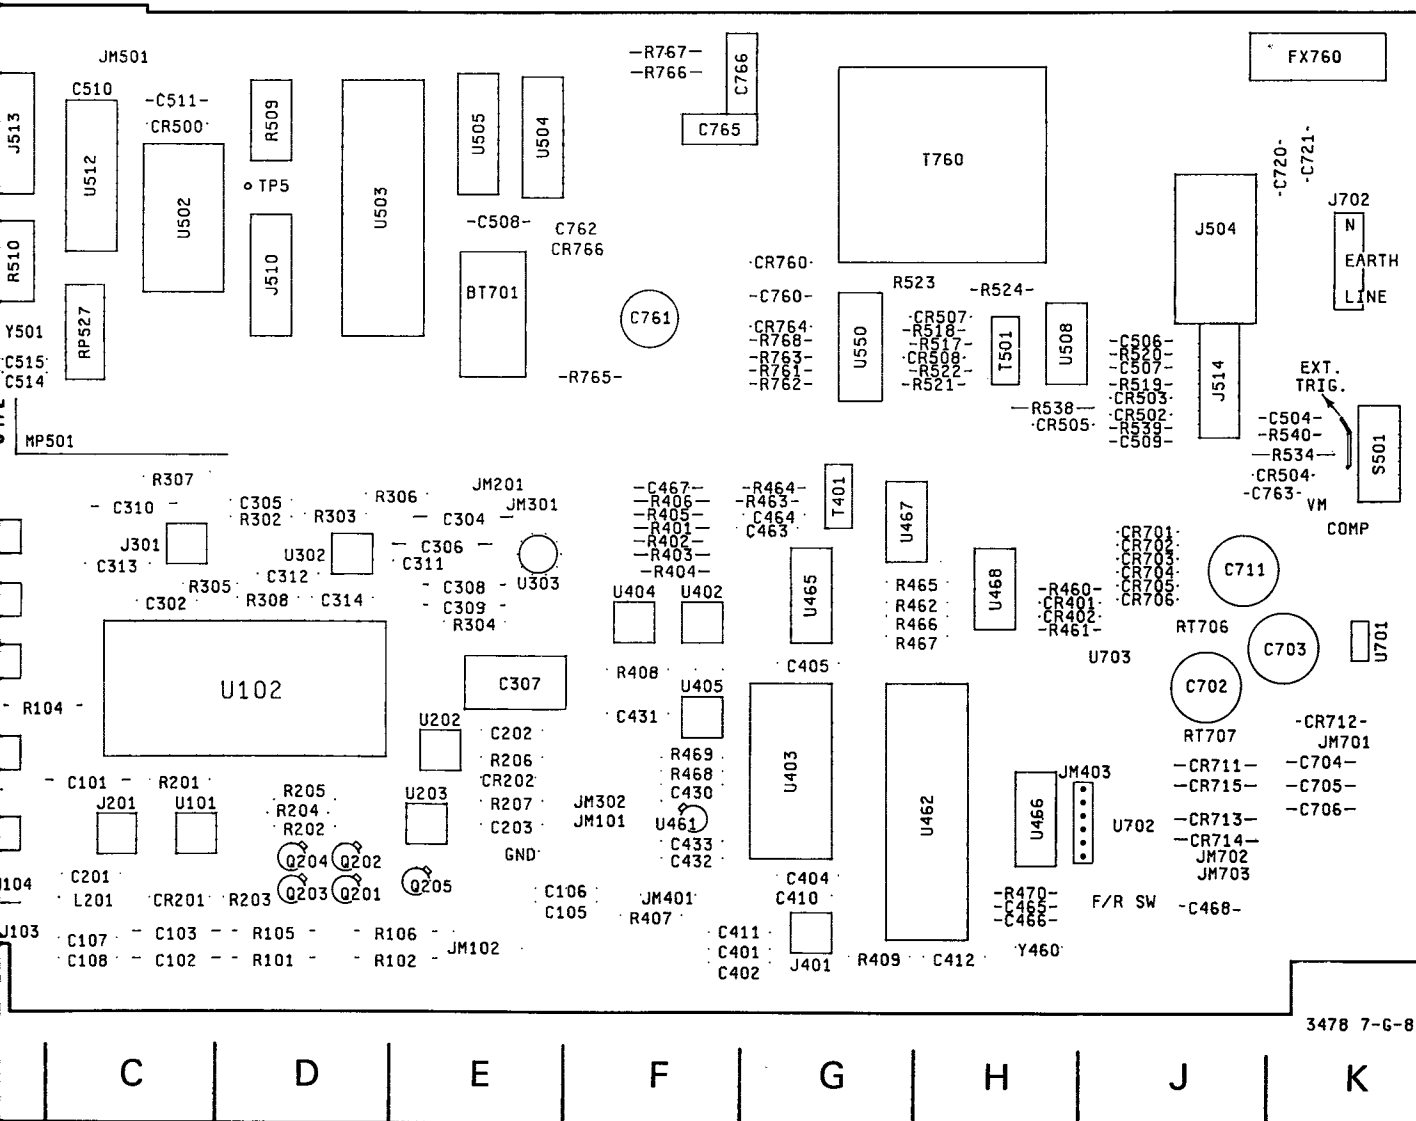 JM501
-R767-
-R766-
C766
FX760
C510
-C511-
CR500
R509
U505
U504
C765
J513
U512
T760
-C720-
-C721-
TP5
U502
U503
J702
N
EARTH
LINE
-C508-
C762
CR766
J504
R510
J510
CR760
R523
-R524-
BT701
-C760-
C761
Y501
RP527
CR764
-R768-
-R763-
-R761-
-R762-
U550
CR507
-R518-
-R517-
CR508
-R522-
-R521-
T501
U508
-C506-
-R520-
-C507-
-R519-
CR503
CR502
-R539-
-C509-
J514
C515
C514
-R765-
EXT.
TRIG.
-R538-
CR505
-C504-
-R540-
-R534-
CR504
-C763-
S501
VM
COMP
MP501
R307
JM201
JM301
- C310 -
C305
R302
R303
R306
- C304 -
-C467-
-R406-
-R405-
-R401-
-R402-
-R403-
-R404-
-R464-
-R463-
C464
C463
T401
U467
J301
C313
U302
C312
- C306 -
C311
U303
CR701
CR702
CR703
CR704
CR705
CR706
C711
R305
C302
R308
C314
- C308 -
- C309 -
R304
U404
U402
U465
R465
R462
R466
R467
U468
-R460-
CR401
CR402
-R461-
RT706
U703
C703
U701
U102
C307
R408
U405
C405
C702
- R104 -
U202
C202
C431
RT707
-CR712-
JM701
R206
CR202
R469
R468
C430
U403
U462
-CR711-
-CR715-
-C704-
-C705-
-C706-
- C101 -
R201
R205
R204
R202
U203
R207
C203
JM302
JM101
U461
U466
JM403
U702
-CR713-
-CR714-
JM702
JM703
J201
U101
GND
C433
C432
Q204
Q202
Q203
Q201
Q205
C201
L201
CR201
R203
C106
C105
JM401
R407
C404
C410
-R470-
-C465-
-C466-
F/R SW
-C468-
J103
C107
C108
- C103 -
- C102 -
- R105 -
- R101 -
R106
R102
JM102
C411
C401
C402
J401
R409
C412
Y460
3478 7-G-8
C D E F G H J K